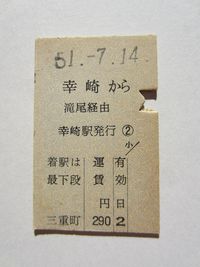 51.-7.14.
幸崎から
滝尾経由
幸崎駅発行 ②
小
着駅は 運 有
最下段 賃 効
円 日
三重町 290 2